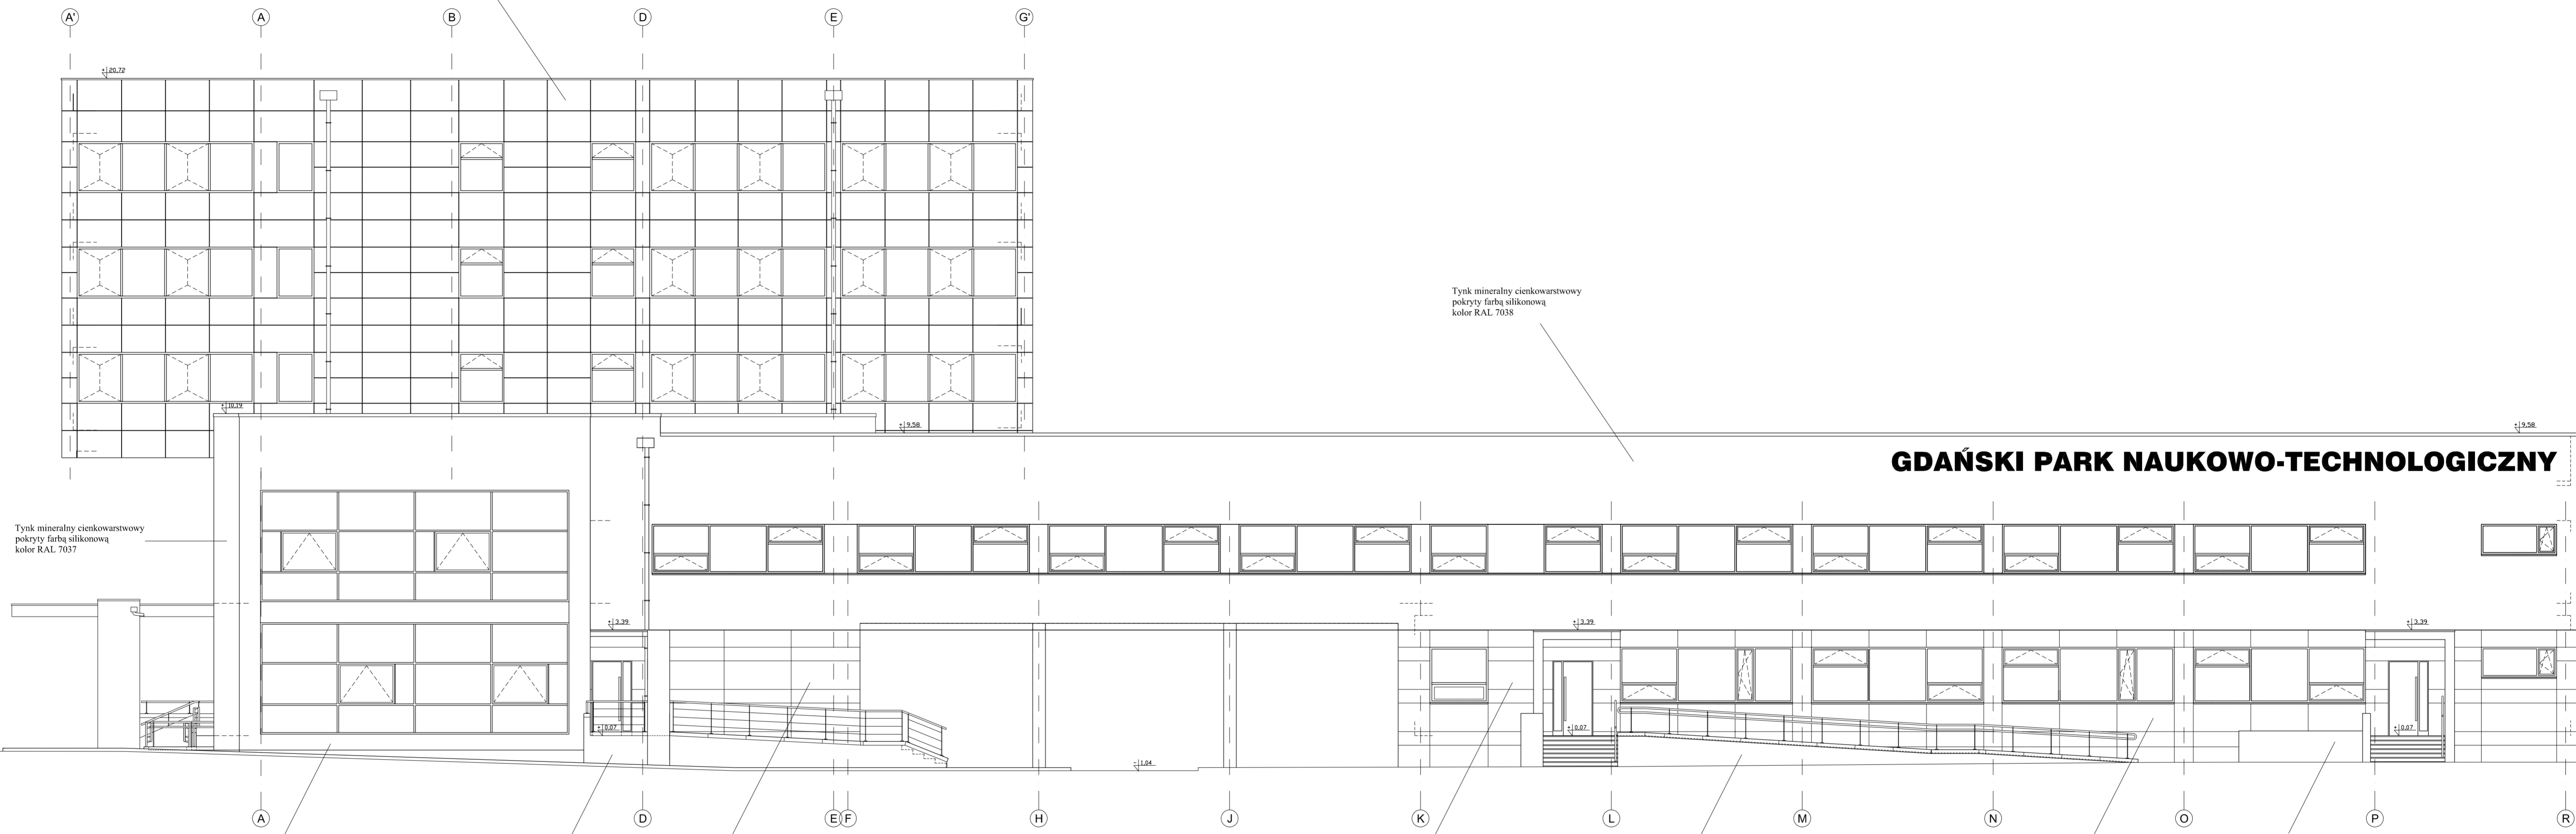 A' A B D E G'
+ 20,72
Tynk mineralny cienkowarstwowy
pokryty farbą silikonową
kolor RAL 7038
+ 10,19
+ 9,58
+ 9,58
GDAŃSKI PARK NAUKOWO-TECHNOLOGICZNY
Tynk mineralny cienkowarstwowy
pokryty farbą silikonową
kolor RAL 7037
+ 3,39
+ 3,39
+ 3,39
+ 0,07
+ 0,07
+ 0,07
- 1,04
A D E F H J K L M N O P R